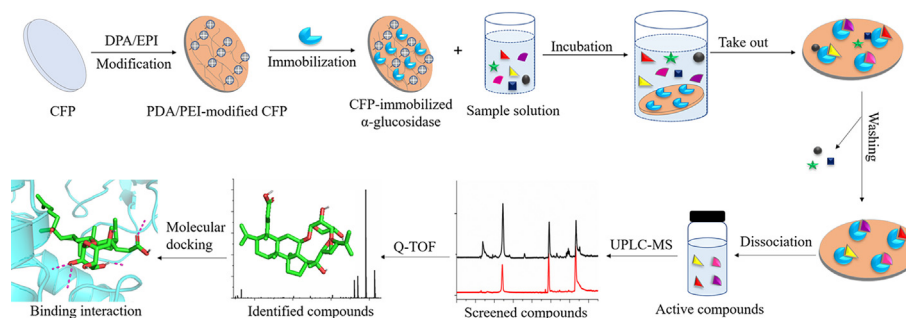 DPA/EPI
Modification
Immobilization
+
Incubation
Take out
CFP
PDA/PEI-modified CFP
CFP-immobilized
α-glucosidase
Sample solution
Washing
Molecular
docking
Q-TOF
UPLC-MS
Dissociation
Binding interaction
Identified compounds
Screened compounds
Active compounds